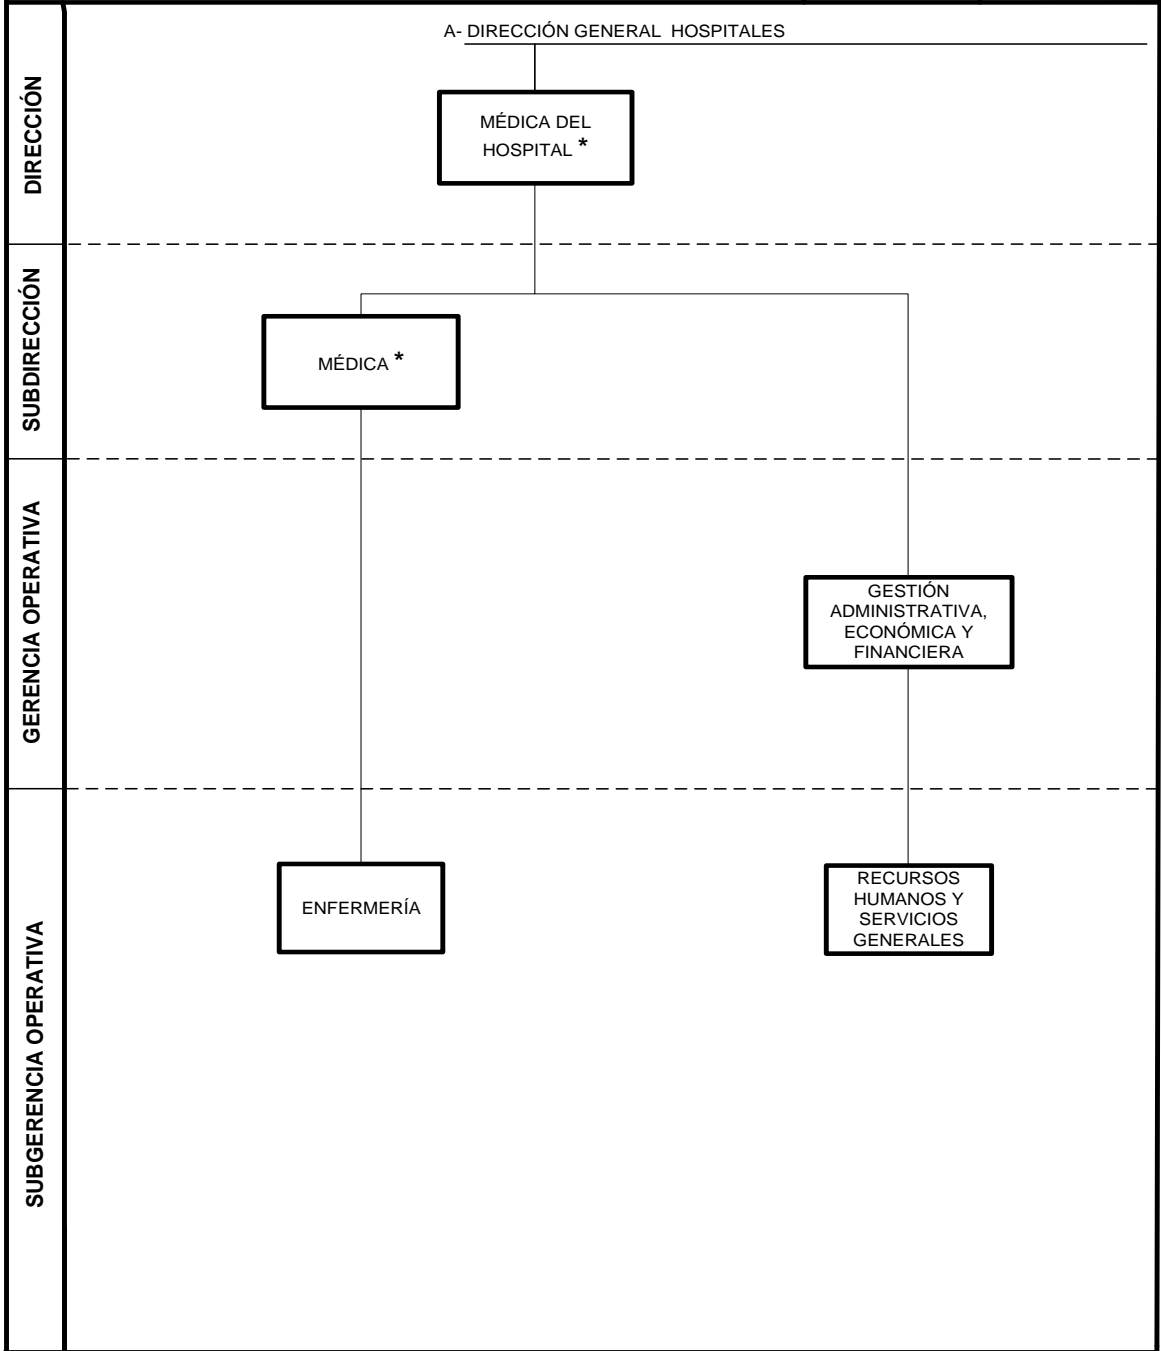 A- DIRECCIÓN GENERAL HOSPITALES
DIRECCIÓN
MÉDICA DEL
HOSPITAL *
SUBDIRECCIÓN
MÉDICA *
GERENCIA OPERATIVA
GESTIÓN
ADMINISTRATIVA,
ECONÓMICA Y
FINANCIERA
SUBGERENCIA OPERATIVA
ENFERMERÍA
RECURSOS
HUMANOS Y
SERVICIOS
GENERALES